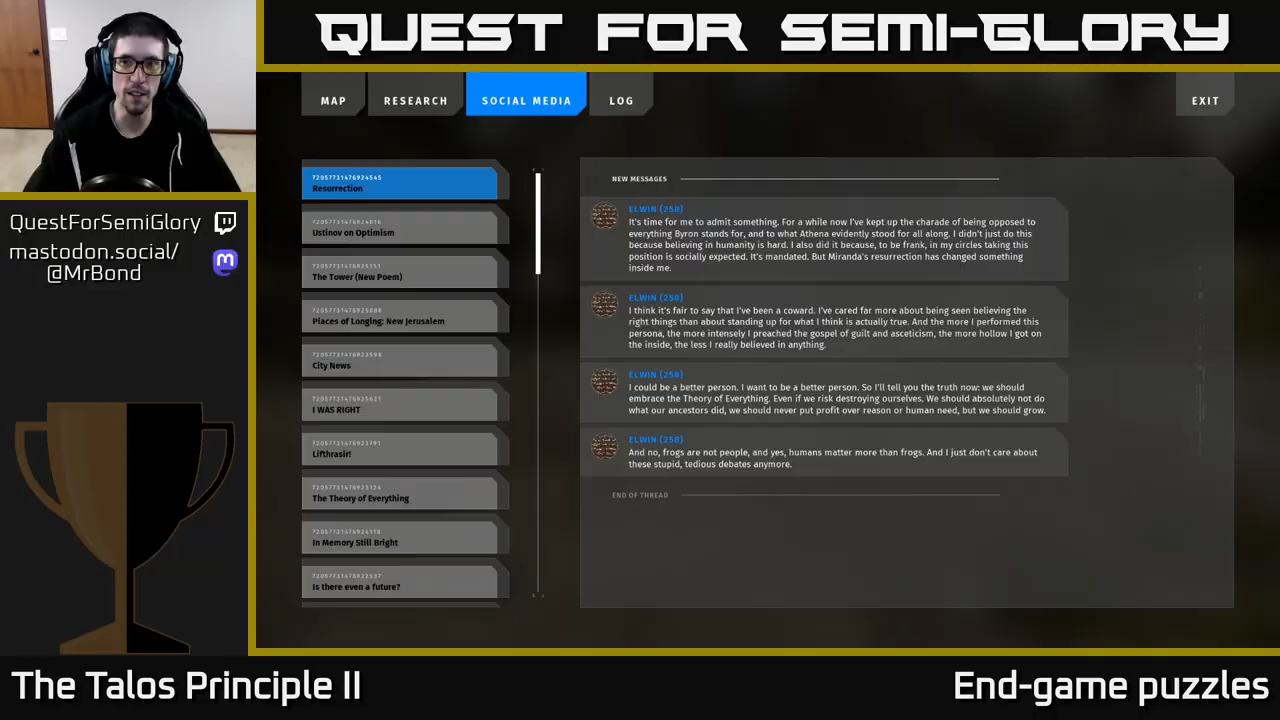 QUEST FOR SEMI-GLORY
QuestForSemiGlory
mastodon.social/
@MrBond
MAP
RESEARCH
SOCIAL MEDIA
LOG
EXIT
Resurrection
Ustinov on Optimism
The Tower (New Poem)
Places of Longing: New Jerusalem
City News
I WAS RIGHT
Lifthrasir!
The Theory of Everything
In Memory Still Bright
Is there even a future?
NEW MESSAGES
ELWIN (258)
It's time for me to admit something. For a while now I've kept up the charade of being opposed to
everything Byron stands for, and to what Athena evidently stood for all along. I didn't just do this
because believing in humanity is hard. I also did it because, to be frank, in my circles taking this
position is socially expected. It's mandated. But Miranda's resurrection has changed something
inside me.
ELWIN (258)
I think it's fair to say that I've been a coward. I've cared far more about being seen believing the
right things than about standing up for what I think is actually true. And the more I performed this
persona, the more intensely I preached the gospel of guilt and asceticism, the more hollow I got on
the inside, the less I really believed in anything.
ELWIN (258)
I could be a better person. I want to be a better person. So I'll tell you the truth now: we should
embrace the Theory of Everything. Even if we risk destroying ourselves. We should absolutely not do
what our ancestors did, we should never put profit over reason or human need, but we should grow.
ELWIN (258)
And no, frogs are not people, and yes, humans matter more than frogs. And I just don't care about
these stupid, tedious debates anymore.
END OF THREAD
The Talos Principle II
End-game puzzles